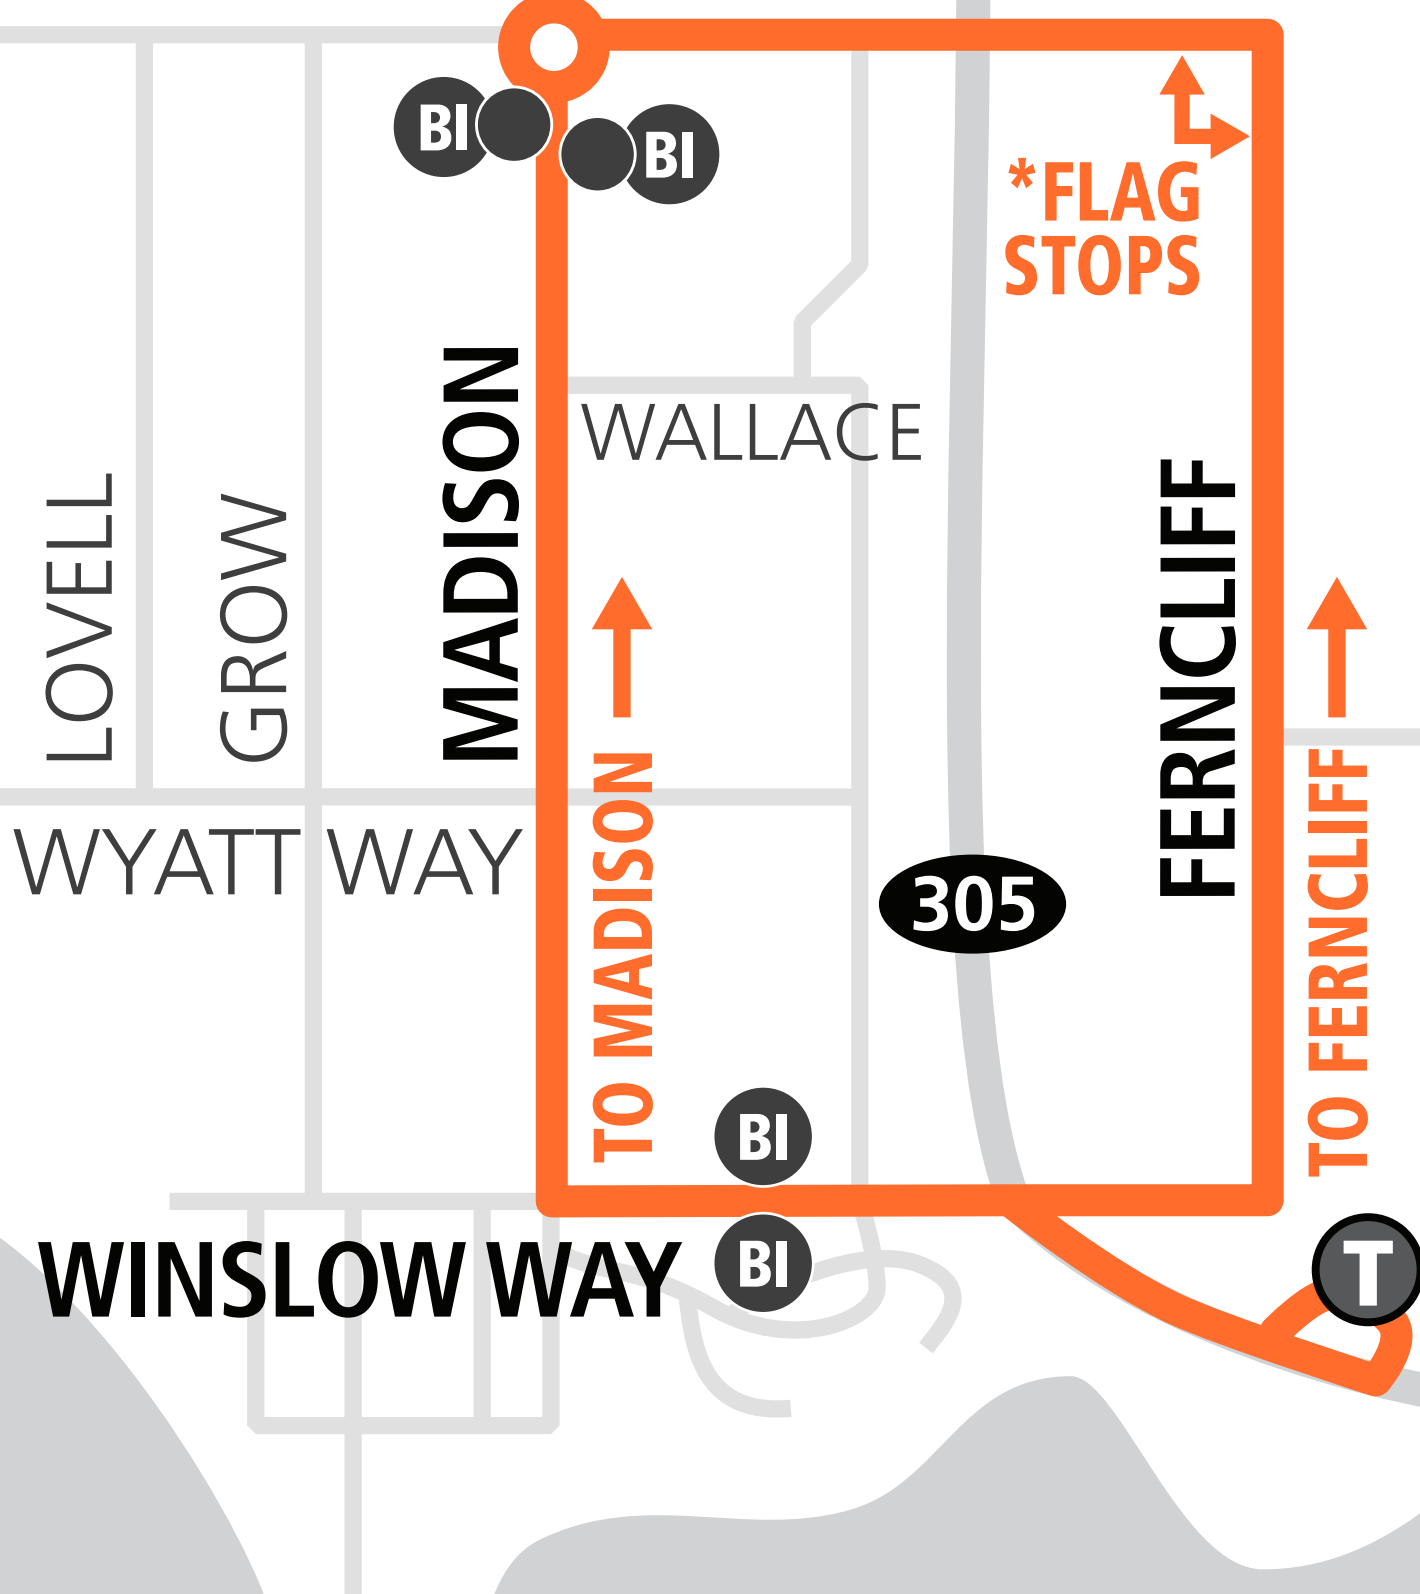 BI
BI
*FLAG
STOPS
MADISON
WALLACE
LOVELL
GROW
FERNCLIFF
WYATT WAY
TO MADISON
305
TO FERNCLIFF
BI
WINSLOW WAY
BI
T